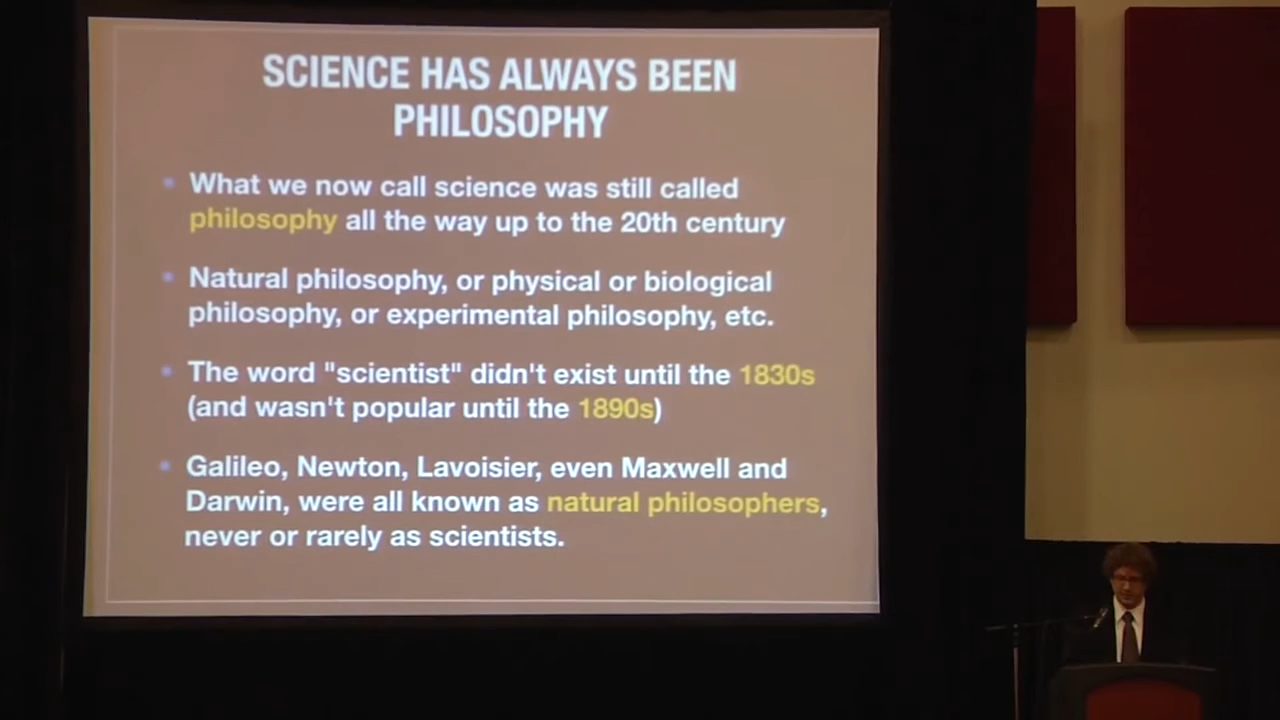 SCIENCE HAS ALWAYS BEEN
PHILOSOPHY
• What we now call science was still called
philosophy all the way up to the 20th century
• Natural philosophy, or physical or biological
philosophy, or experimental philosophy, etc.
• The word "scientist" didn't exist until the 1830s
(and wasn't popular until the 1890s)
• Galileo, Newton, Lavoisier, even Maxwell and
Darwin, were all known as natural philosophers,
never or rarely as scientists.